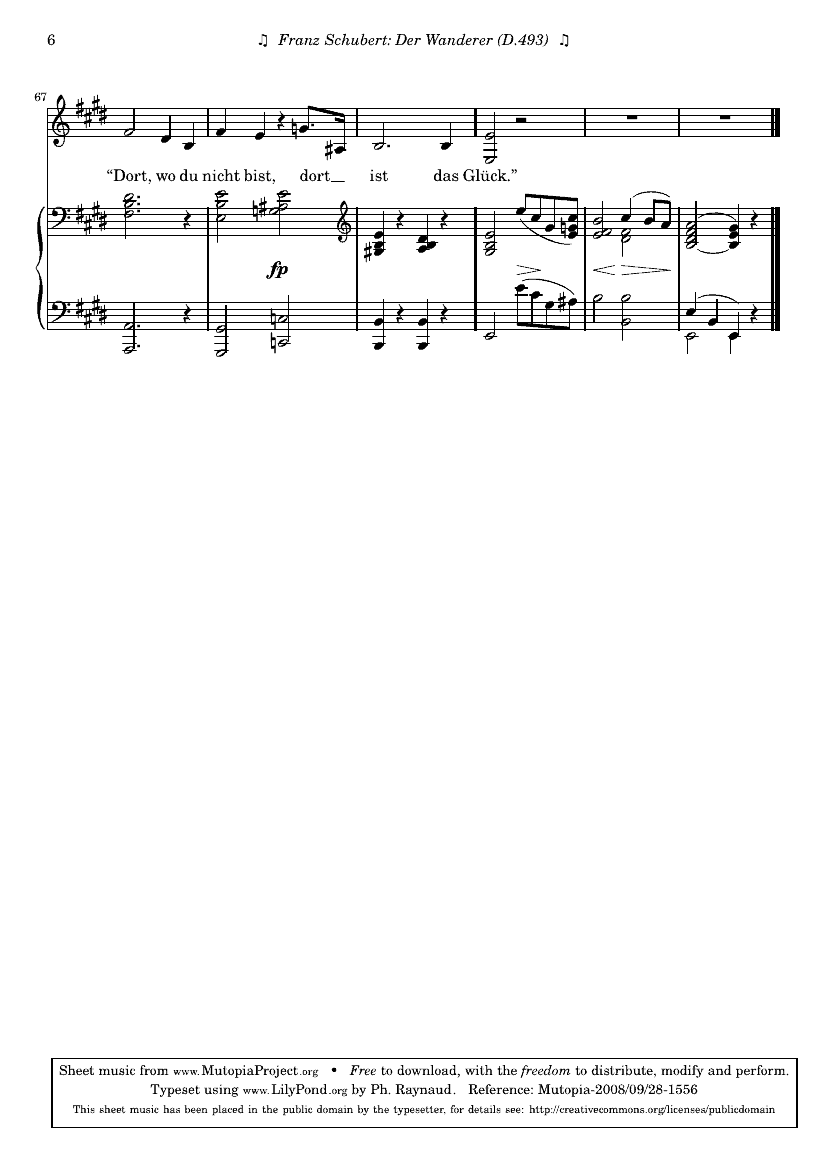 6
♫ Franz Schubert: Der Wanderer (D.493) ♫
67
“Dort, wo du nicht bist, dort__ ist das Glück.”
fp
Sheet music from www.MutopiaProject.org • Free to download, with the freedom to distribute, modify and perform.
Typeset using www.LilyPond.org by Ph. Raynaud. Reference: Mutopia-2008/09/28-1556
This sheet music has been placed in the public domain by the typesetter, for details see: http://creativecommons.org/licenses/publicdomain